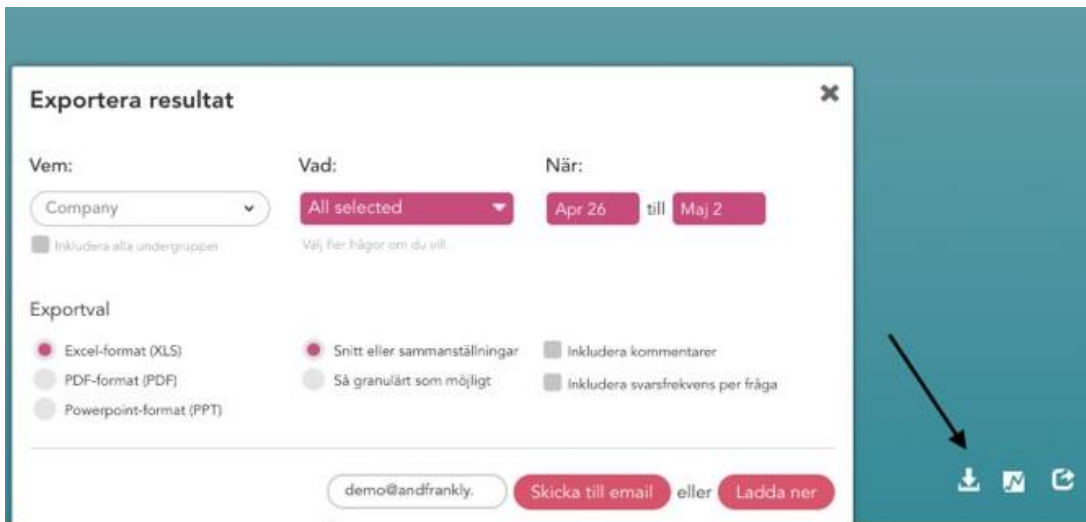 Exportera resultat
Vem:
Vad:
När:
Company
All selected
Apr 26 till Maj 2
Inkludera alla undergrupper
Välj fler frågor om du vill.
Exportval
Excel-format (XLS)
Snitt eller sammanställningar
Inkludera kommentarer
PDF-format (PDF)
Så granulärt som möjligt
Inkludera svarsfrekvens per fråga
Powerpoint-format (PPT)
demo@andfrankly.
Skicka till email eller Ladda ner